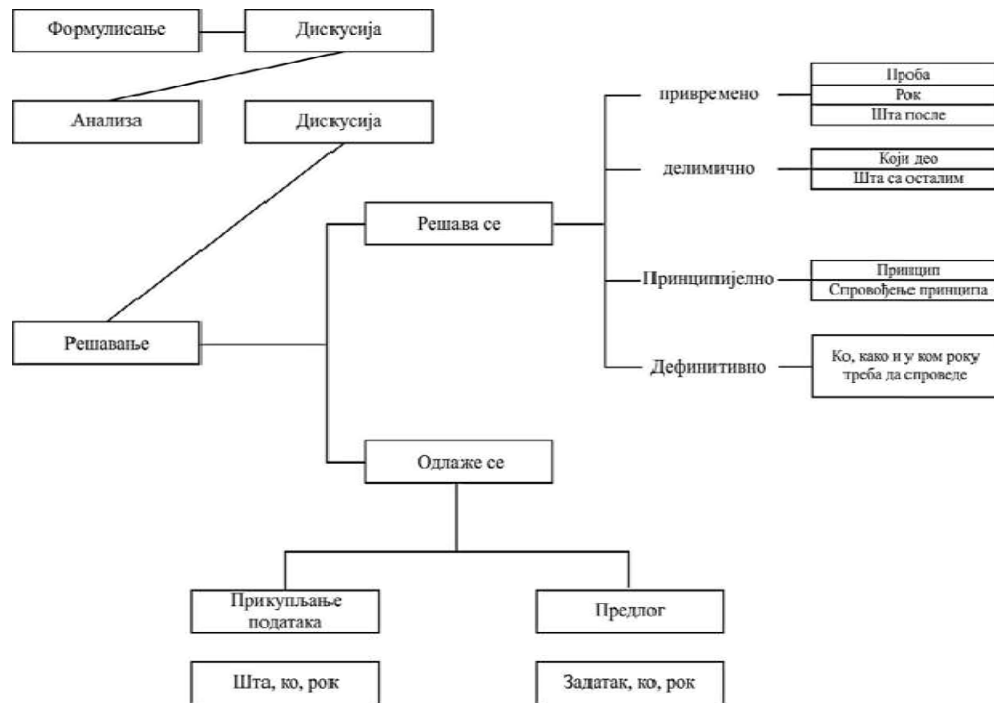 Формулисање
Дискусија
Анализа
Дискусија
Решавање
Решава се
привремено
Проба
Рок
Шта после
делимично
Који део
Шта са осталим
Принципијелно
Принцип
Спровођење принципа
Дефинитивно
Ко, како и у ком року
треба да спроведе
Одлаже се
Прикупљање
података
Предлог
Шта, ко, рок
Задатак, ко, рок